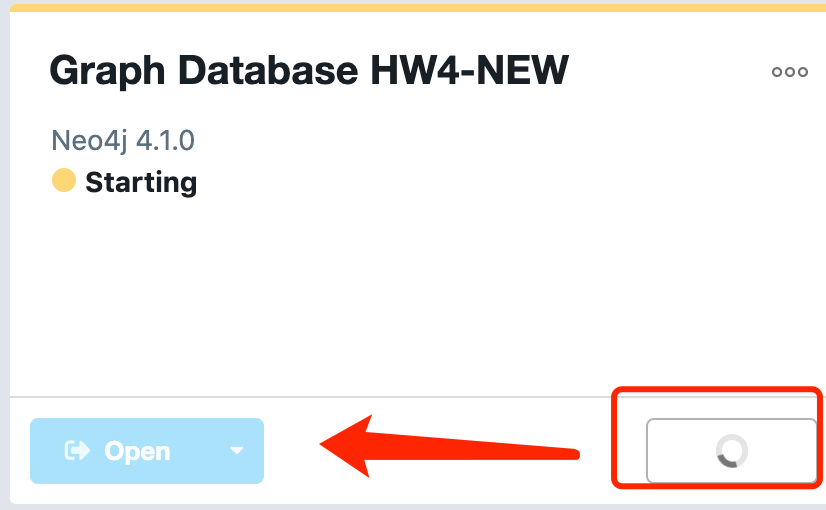 Graph Database HW4-NEW
Neo4j 4.1.0
Starting
Open